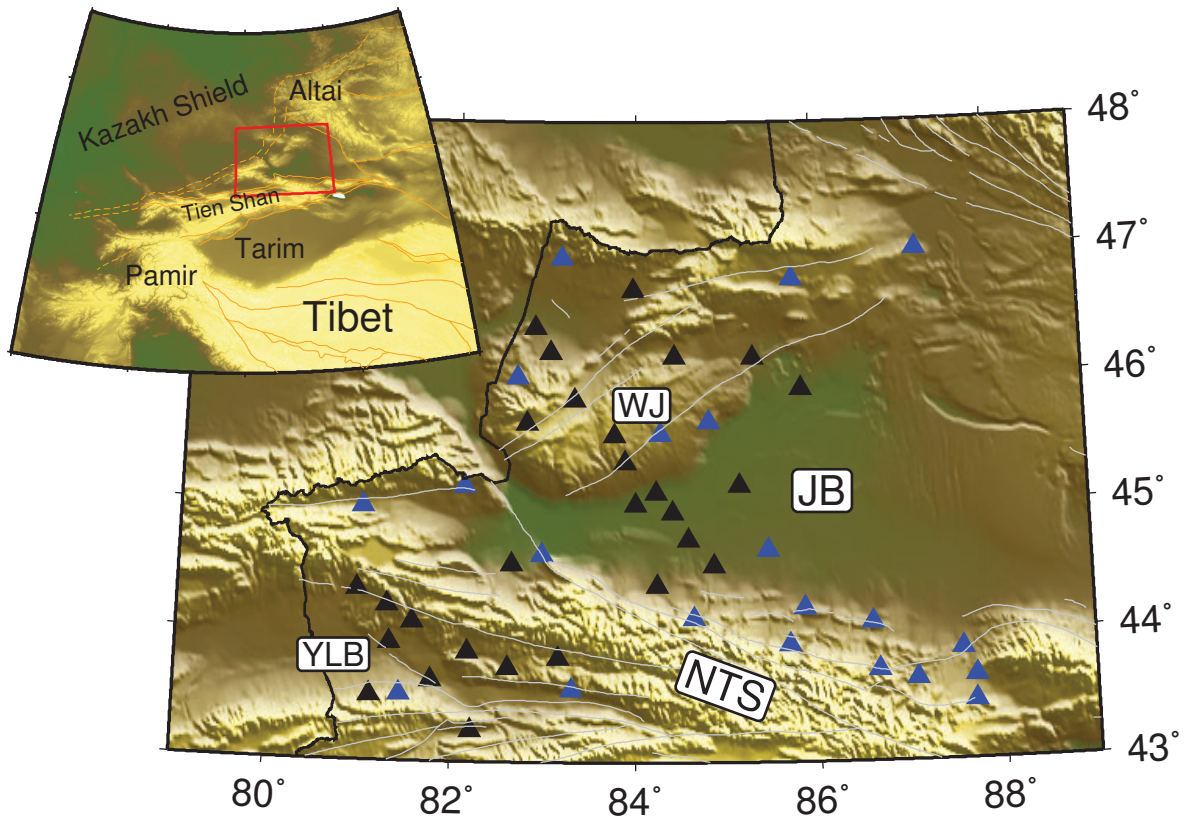 Kazakh Shield
Altai
Tien Shan
Tarim
Pamir
Tibet
48°
47°
46°
45°
44°
43°
WJ
JB
YLB
NTS
80°
82°
84°
86°
88°